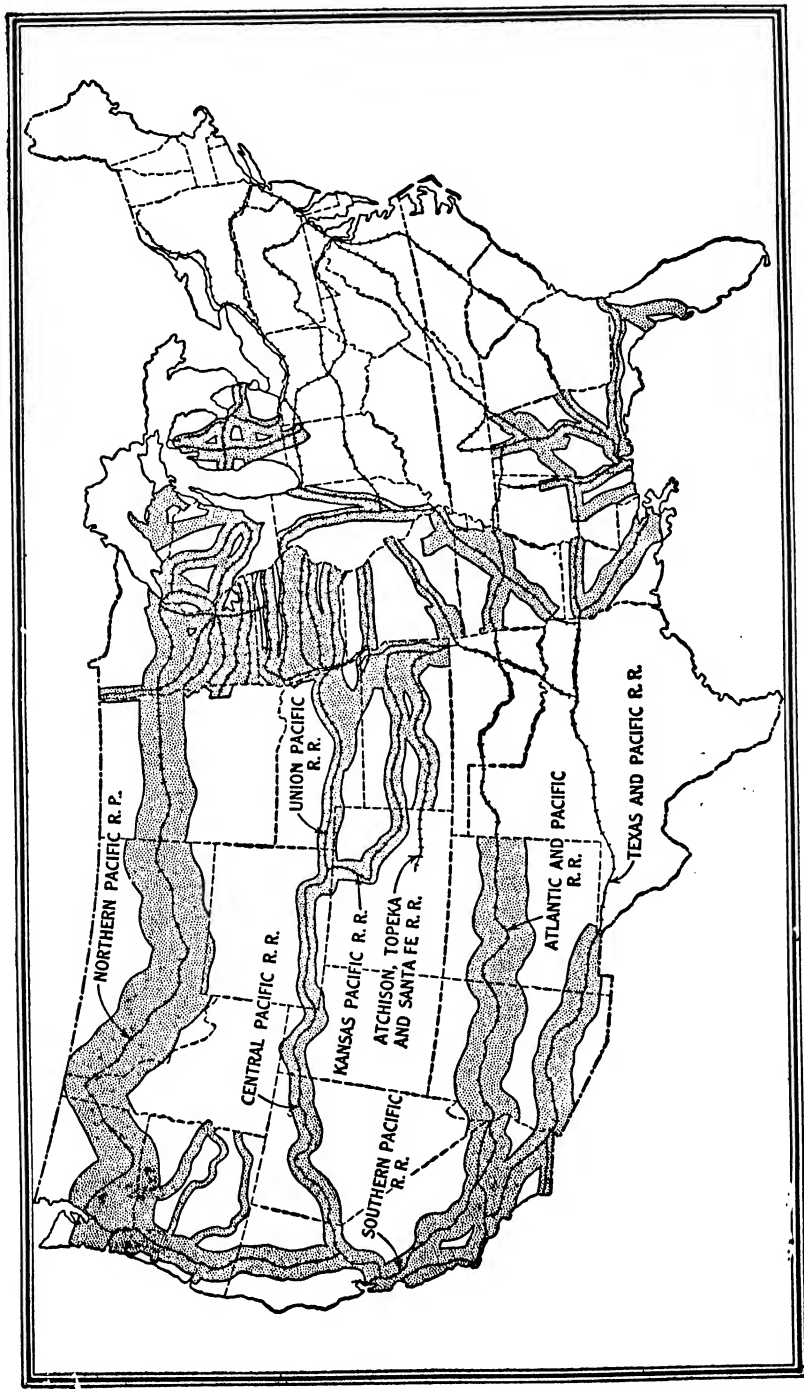 NORTHERN PACIFIC R.P..
CENTRAL PACIFIC R. R.
UNION PACIFIC
R. R.
KANSAS PACIFIC R. R.
ATCHISON, TOPEKA
AND SANTA FE R. R.
SOUTHERN PACIFIC
R. R.
ATLANTIC AND PACIFIC
R. R.
TEXAS AND PACIFIC R. R.